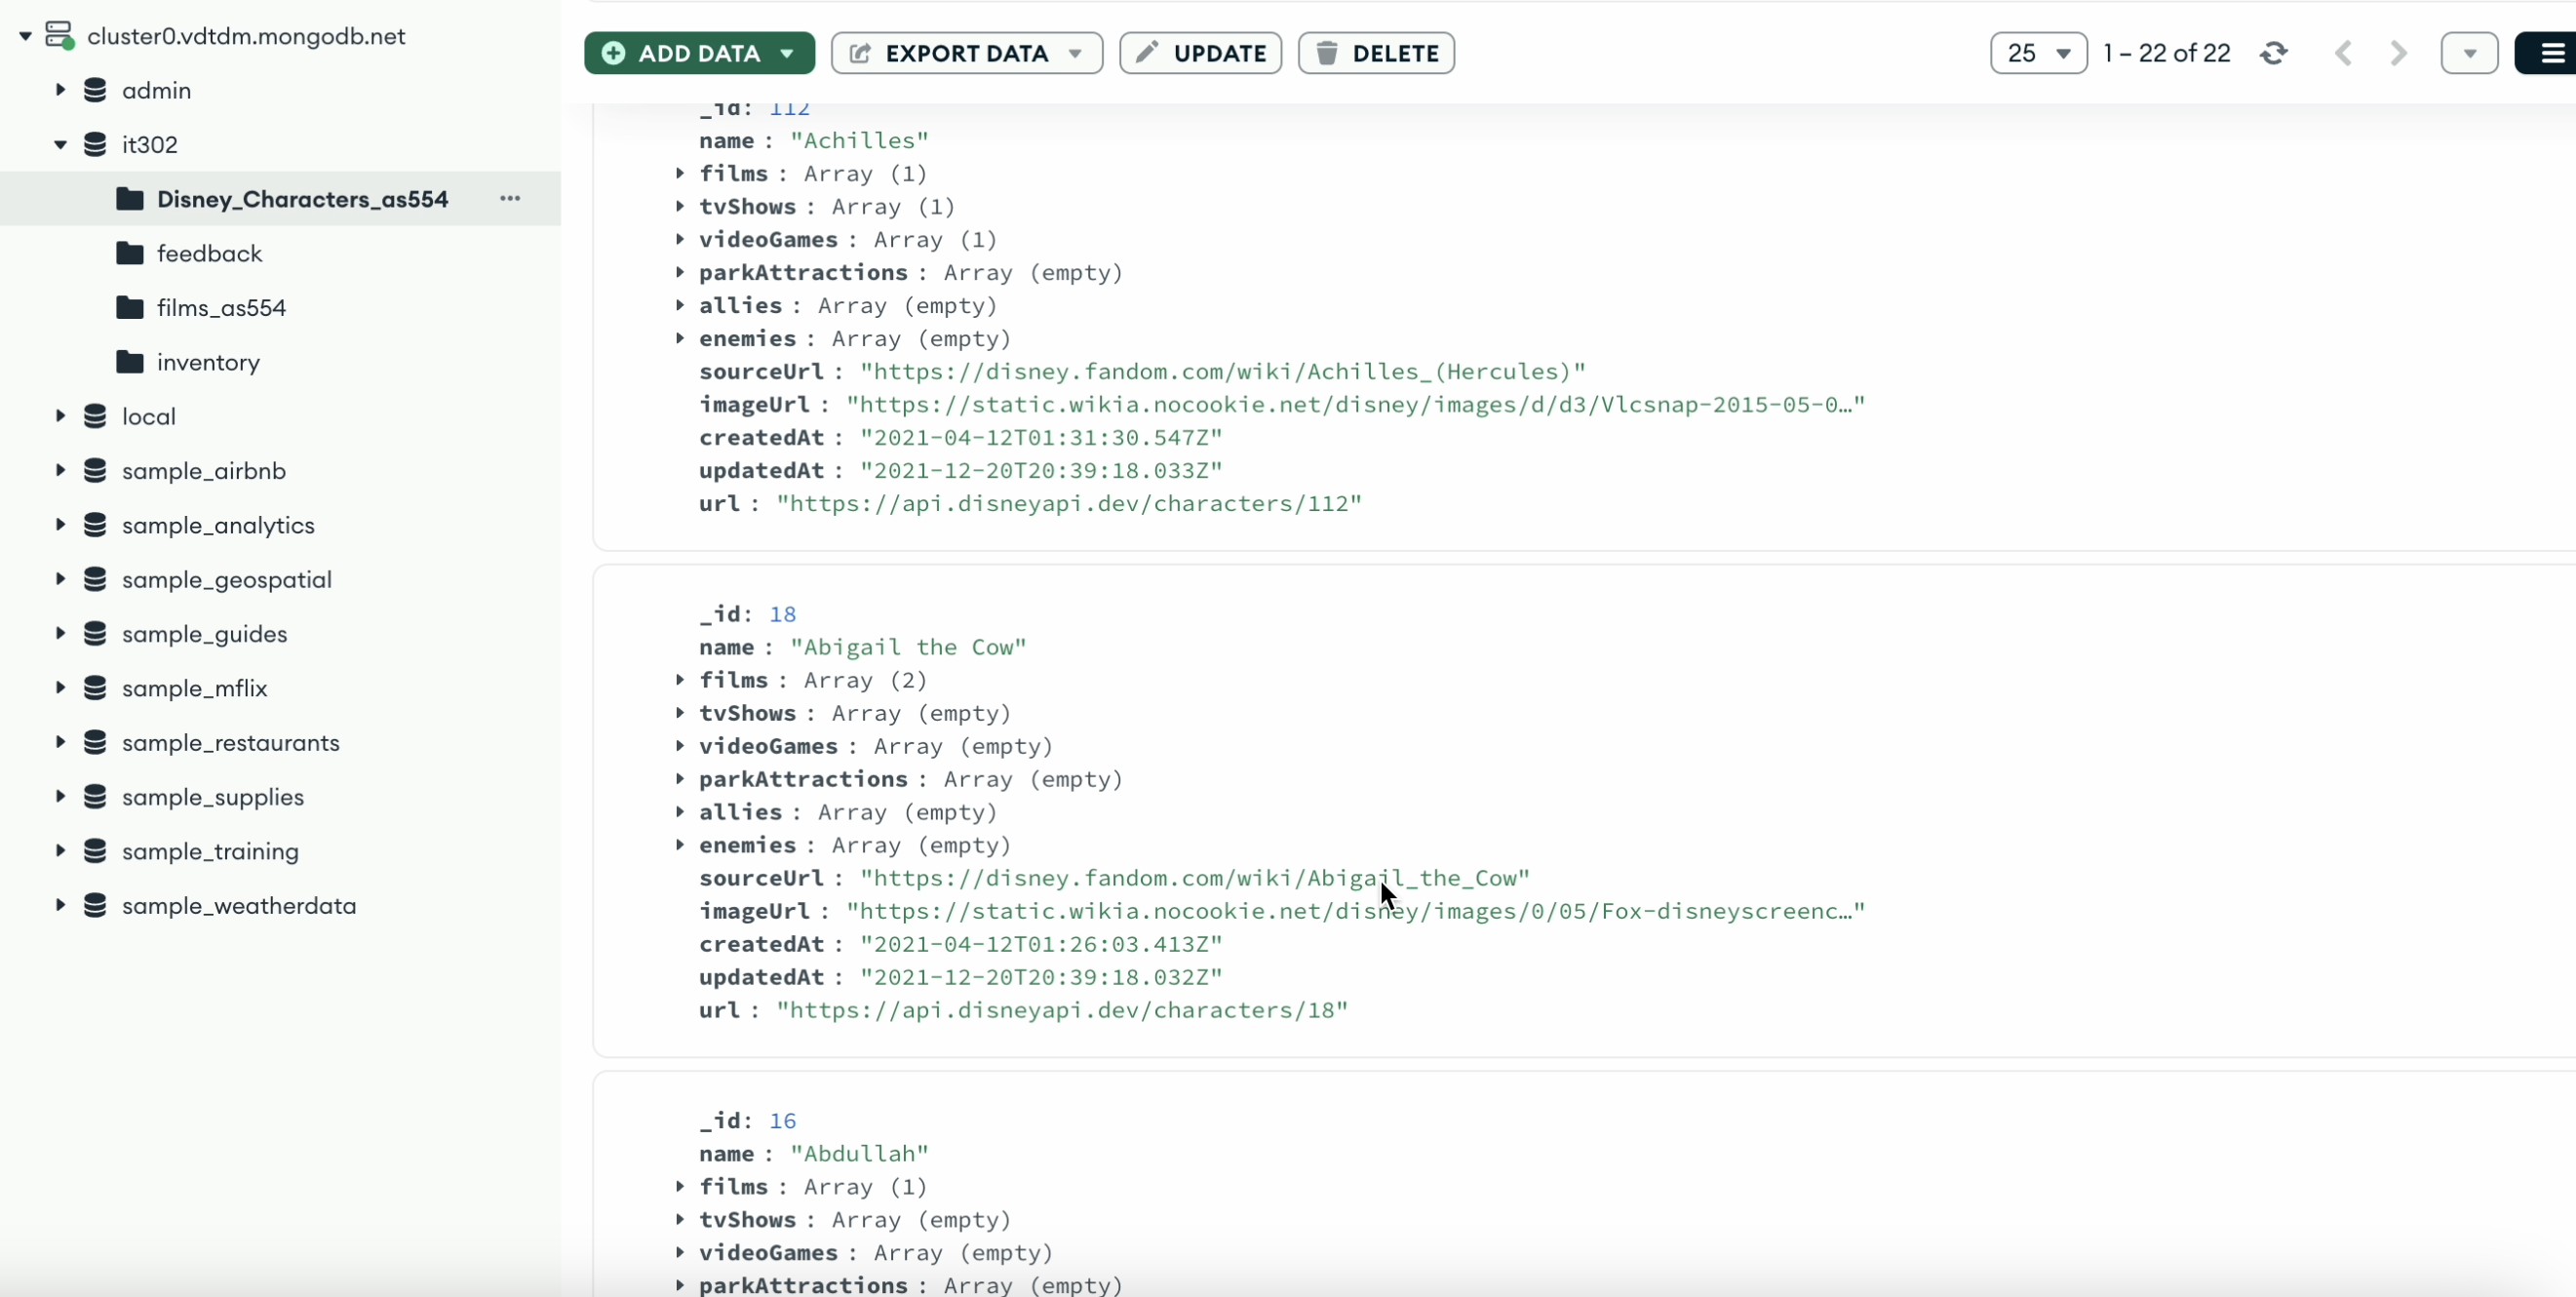 cluster0.vdtdm.mongodb.net
admin
it302
Disney_Characters_as554
feedback
films_as554
inventory
local
sample_airbnb
sample_analytics
sample_geospatial
sample_guides
sample_mflix
sample_restaurants
sample_supplies
sample_training
sample_weatherdata
ADD DATA EXPORT DATA UPDATE DELETE 25 1 – 22 of 22
_id: 112
name : "Achilles"
films : Array (1)
tvShows : Array (1)
videoGames : Array (1)
parkAttractions : Array (empty)
allies : Array (empty)
enemies : Array (empty)
sourceUrl : "https://disney.fandom.com/wiki/Achilles_(Hercules)"
imageUrl : "https://static.wikia.nocookie.net/disney/images/d/d3/Vlcsnap-2015-05-0…"
createdAt : "2021-04-12T01:31:30.547Z"
updatedAt : "2021-12-20T20:39:18.033Z"
url : "https://api.disneyapi.dev/characters/112"
_id: 18
name : "Abigail the Cow"
films : Array (2)
tvShows : Array (empty)
videoGames : Array (empty)
parkAttractions : Array (empty)
allies : Array (empty)
enemies : Array (empty)
sourceUrl : "https://disney.fandom.com/wiki/Abigail_the_Cow"
imageUrl : "https://static.wikia.nocookie.net/disney/images/0/05/Fox-disneyscreenc…"
createdAt : "2021-04-12T01:26:03.413Z"
updatedAt : "2021-12-20T20:39:18.032Z"
url : "https://api.disneyapi.dev/characters/18"
_id: 16
name : "Abdullah"
films : Array (1)
tvShows : Array (empty)
videoGames : Array (empty)
parkAttractions : Array (empty)